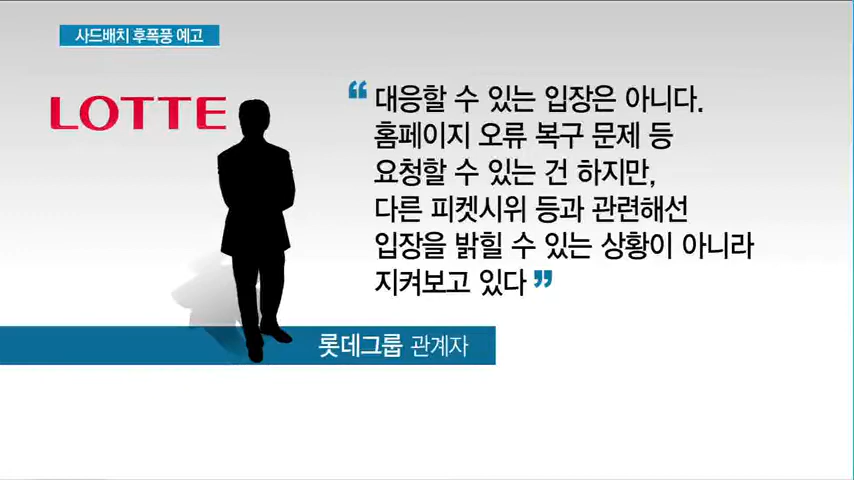 사드배치 후폭풍 예고
LOTTE
“ 대응할 수 있는 입장은 아니다.
홈페이지 오류 복구 문제 등
요청할 수 있는 건 하지만,
다른 피켓시위 등과 관련해선
입장을 밝힐 수 있는 상황이 아니라
지켜보고 있다 ”
롯데그룹 관계자